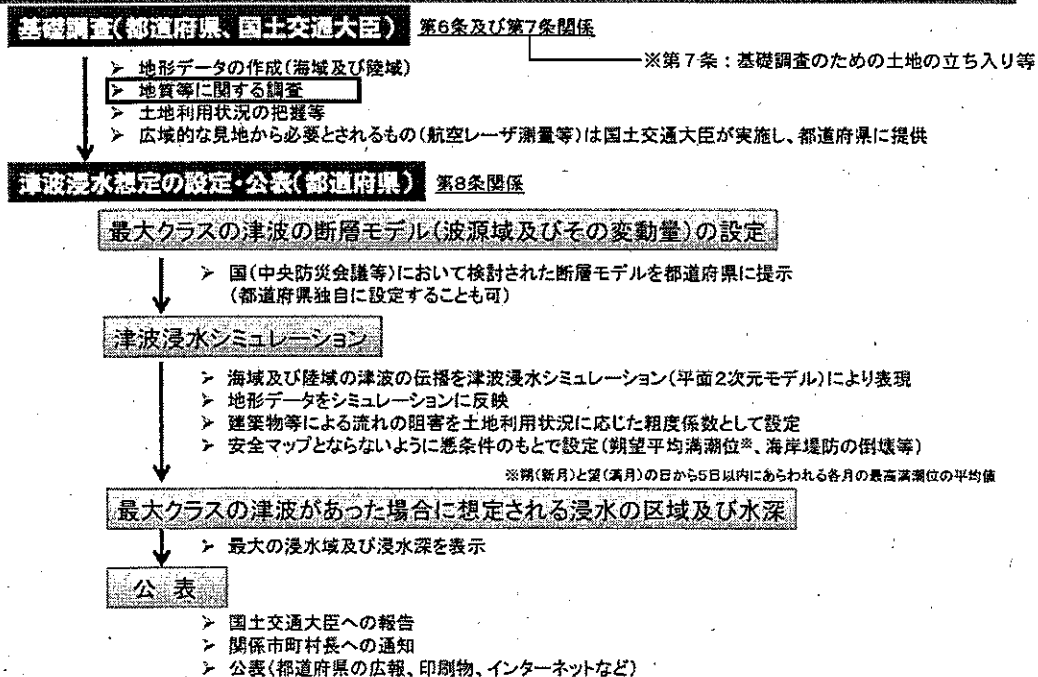 基礎調査(都道府県、国土交通大臣) 第6条及び第7条関係
※第7条：基礎調査のための土地の立ち入り等
➢ 地形データの作成(海域及び陸域)
➢ 地質等に関する調査
➢ 土地利用状況の把握等
➢ 広域的な見地から必要とされるもの(航空レーザ測量等)は国土交通大臣が実施し、都道府県に提供
津波浸水想定の設定・公表(都道府県) 第8条関係
最大クラスの津波の断層モデル(波源域及びその変動量)の設定
➢ 国(中央防災会議等)において検討された断層モデルを都道府県に提示
(都道府県独自に設定することも可)
津波浸水シミュレーション
➢ 海域及び陸域の津波の伝播を津波浸水シミュレーション(平面2次元モデル)により表現
➢ 地形データをシミュレーションに反映
➢ 建築物等による流れの阻害を土地利用状況に応じた粗度係数として設定
➢ 安全マップとならないように悪条件のもとで設定(朔望平均満潮位※、海岸堤防の倒壊等)
※朔(新月)と望(満月)の日から5日以内にあらわれる各月の最高満潮位の平均値
最大クラスの津波があった場合に想定される浸水の区域及び水深
➢ 最大の浸水域及び浸水深を表示
公 表
➢ 国土交通大臣への報告
➢ 関係市町村長への通知
➢ 公表(都道府県の広報、印刷物、インターネットなど)